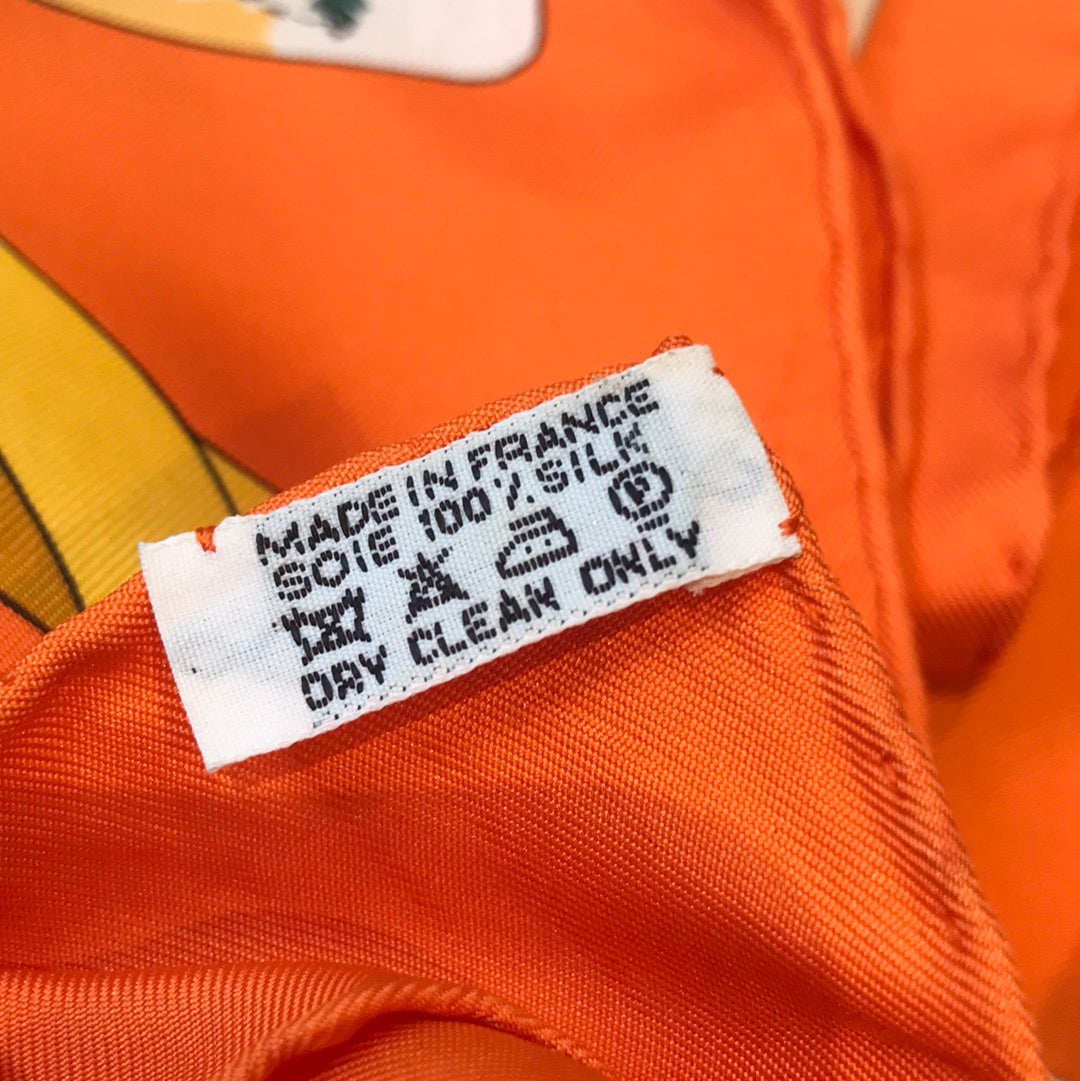 MADE IN FRANCE
SOIE 100% SILK
P
DRY CLEAN ONLY